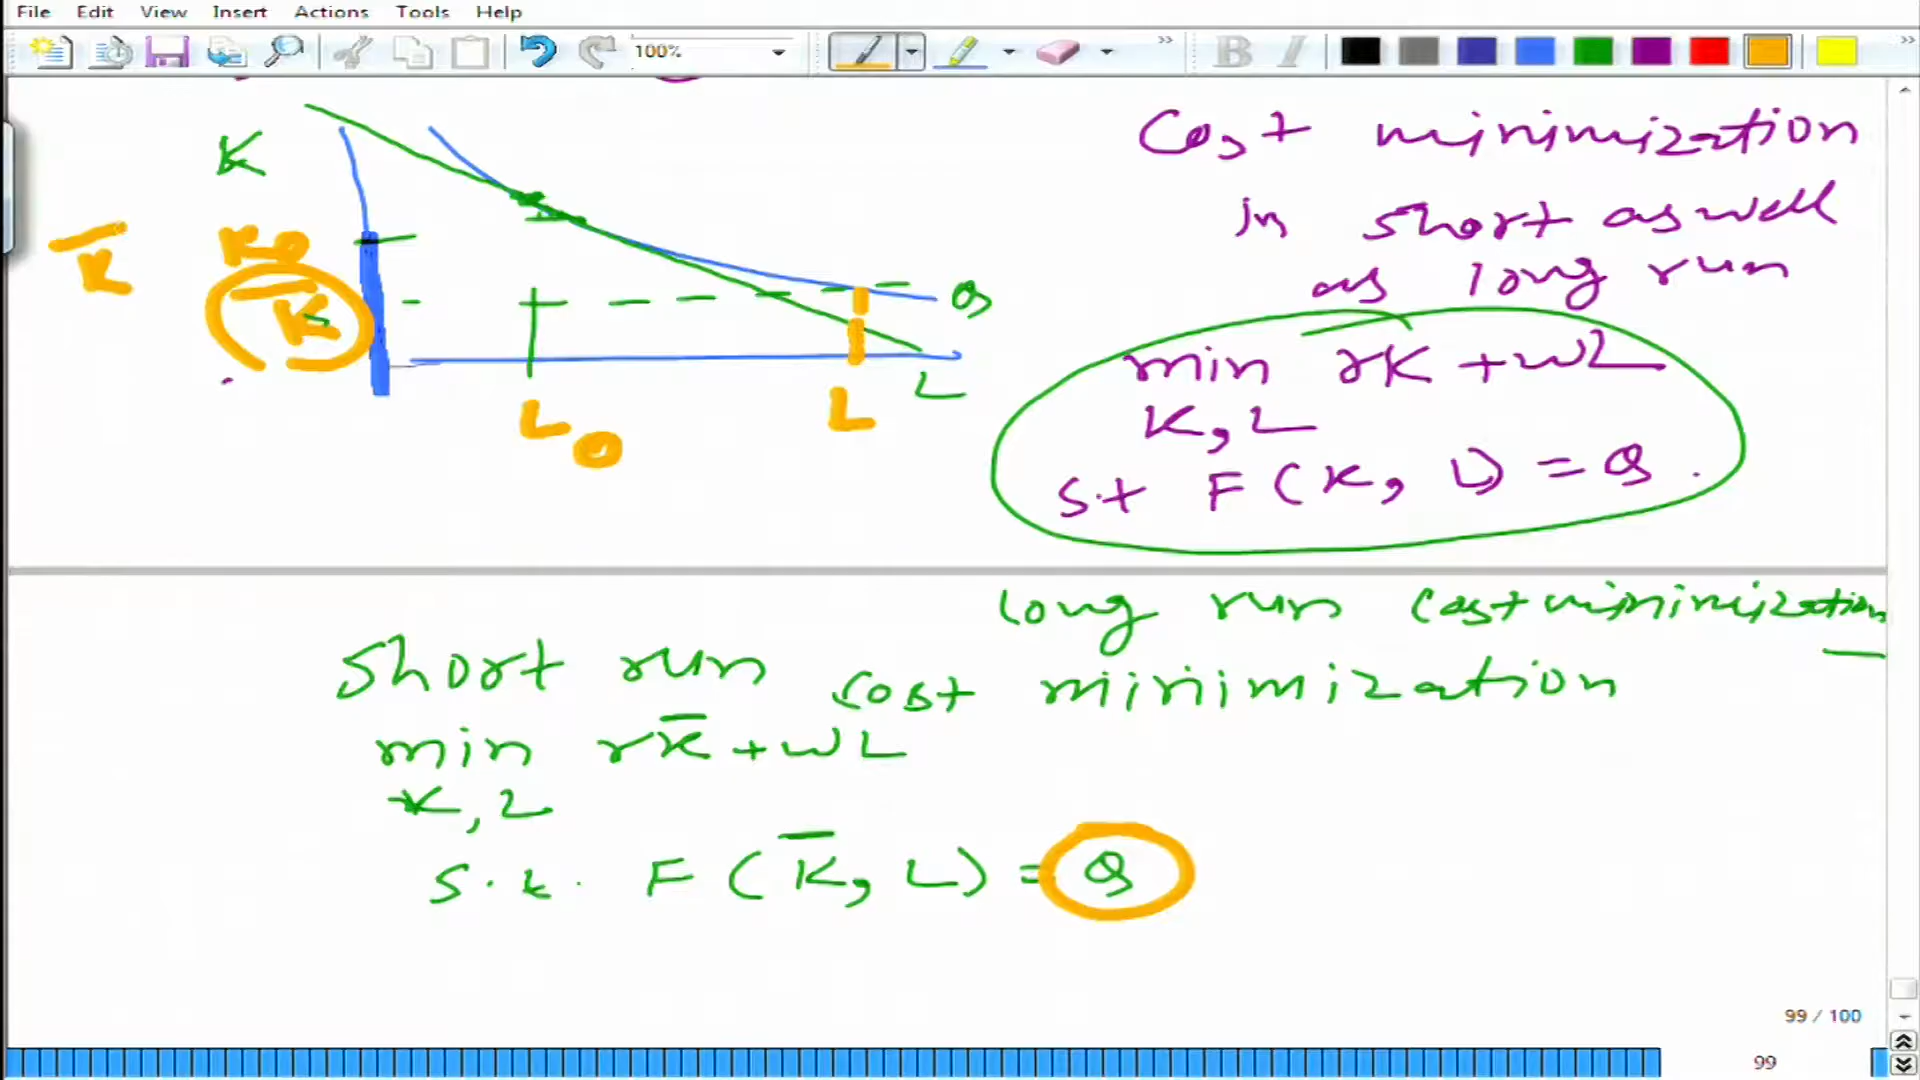 File Edit View Insert Actions Tools Help
100%
B I
K
K̅ K0
K̅
Q
L
L0 L
Cost minimization
in short as well
as long run
min rK + wL
K, L
s.t F(K, L) = Q.
long run cost minimization
Short run cost minimization
min rK̅ + wL
K, L
s.t. F(K̅, L) = Q
99 / 100
99